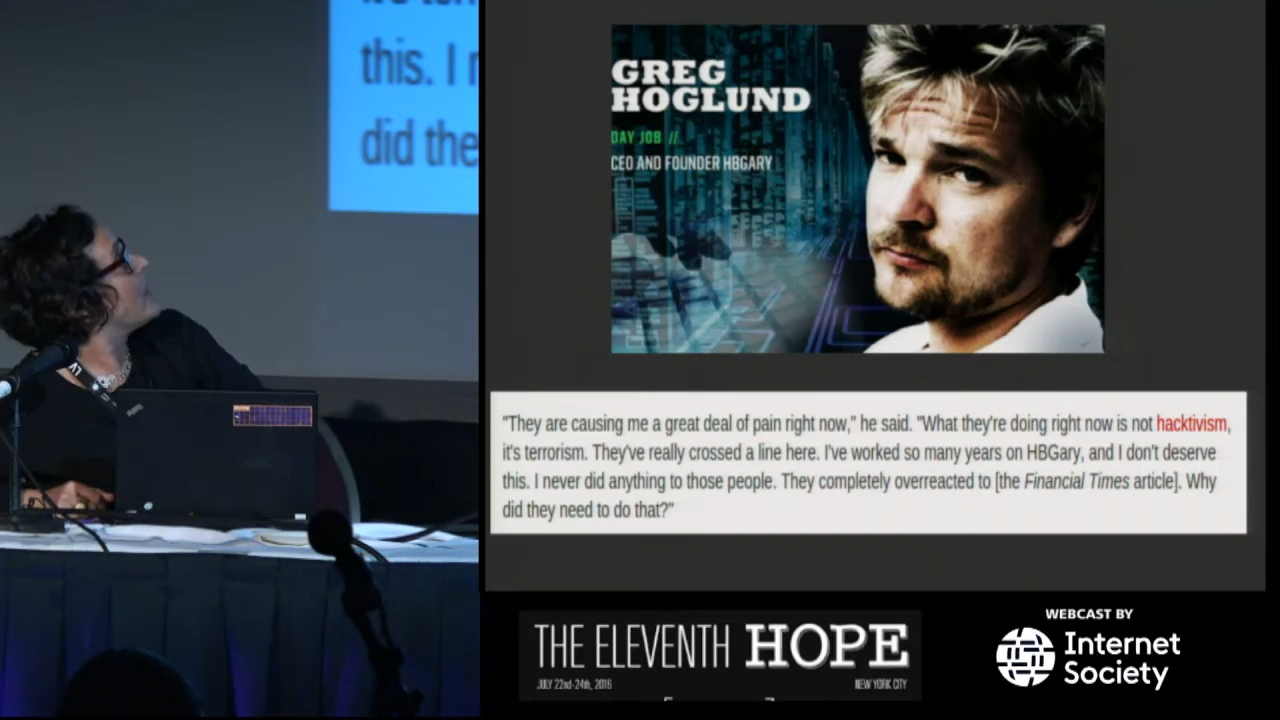 this. I
did the
GREG
HOGLUND
DAY JOB //
CEO AND FOUNDER HBGARY
"They are causing me a great deal of pain right now," he said. "What they're doing right now is not hacktivism,
it's terrorism. They've really crossed a line here. I've worked so many years on HBGary, and I don't deserve
this. I never did anything to those people. They completely overreacted to [the Financial Times article]. Why
did they need to do that?"
THE ELEVENTH HOPE
JULY 22nd-24th, 2016
NEW YORK CITY
WEBCAST BY
Internet
Society